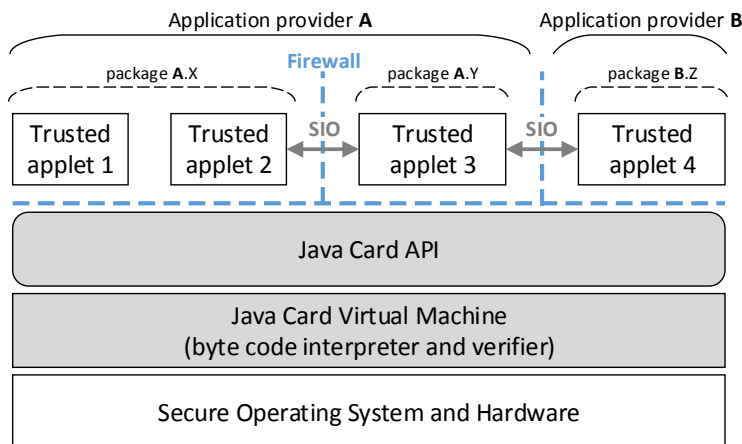 Application provider A
Application provider B
Firewall
package A.X
package A.Y
package B.Z
Trusted
applet 1
Trusted
applet 2
SIO
Trusted
applet 3
SIO
Trusted
applet 4
Java Card API
Java Card Virtual Machine
(byte code interpreter and verifier)
Secure Operating System and Hardware